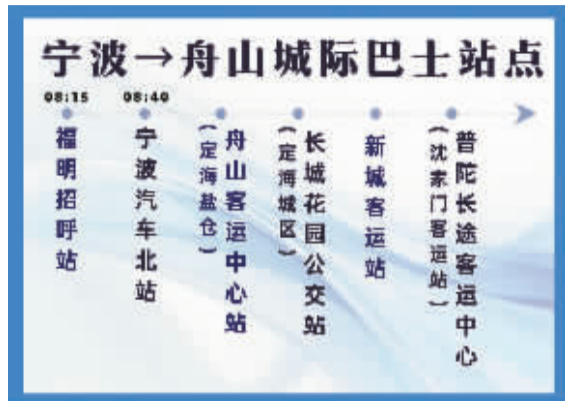 宁波→舟山城际巴士站点
08:15
08:40
福明招呼站
宁波汽车北站
舟山客运中心站
(定海盐仓)
长城花园公交站
(定海城区)
新城客运站
普陀长途客运中心
(沈家门客运站)